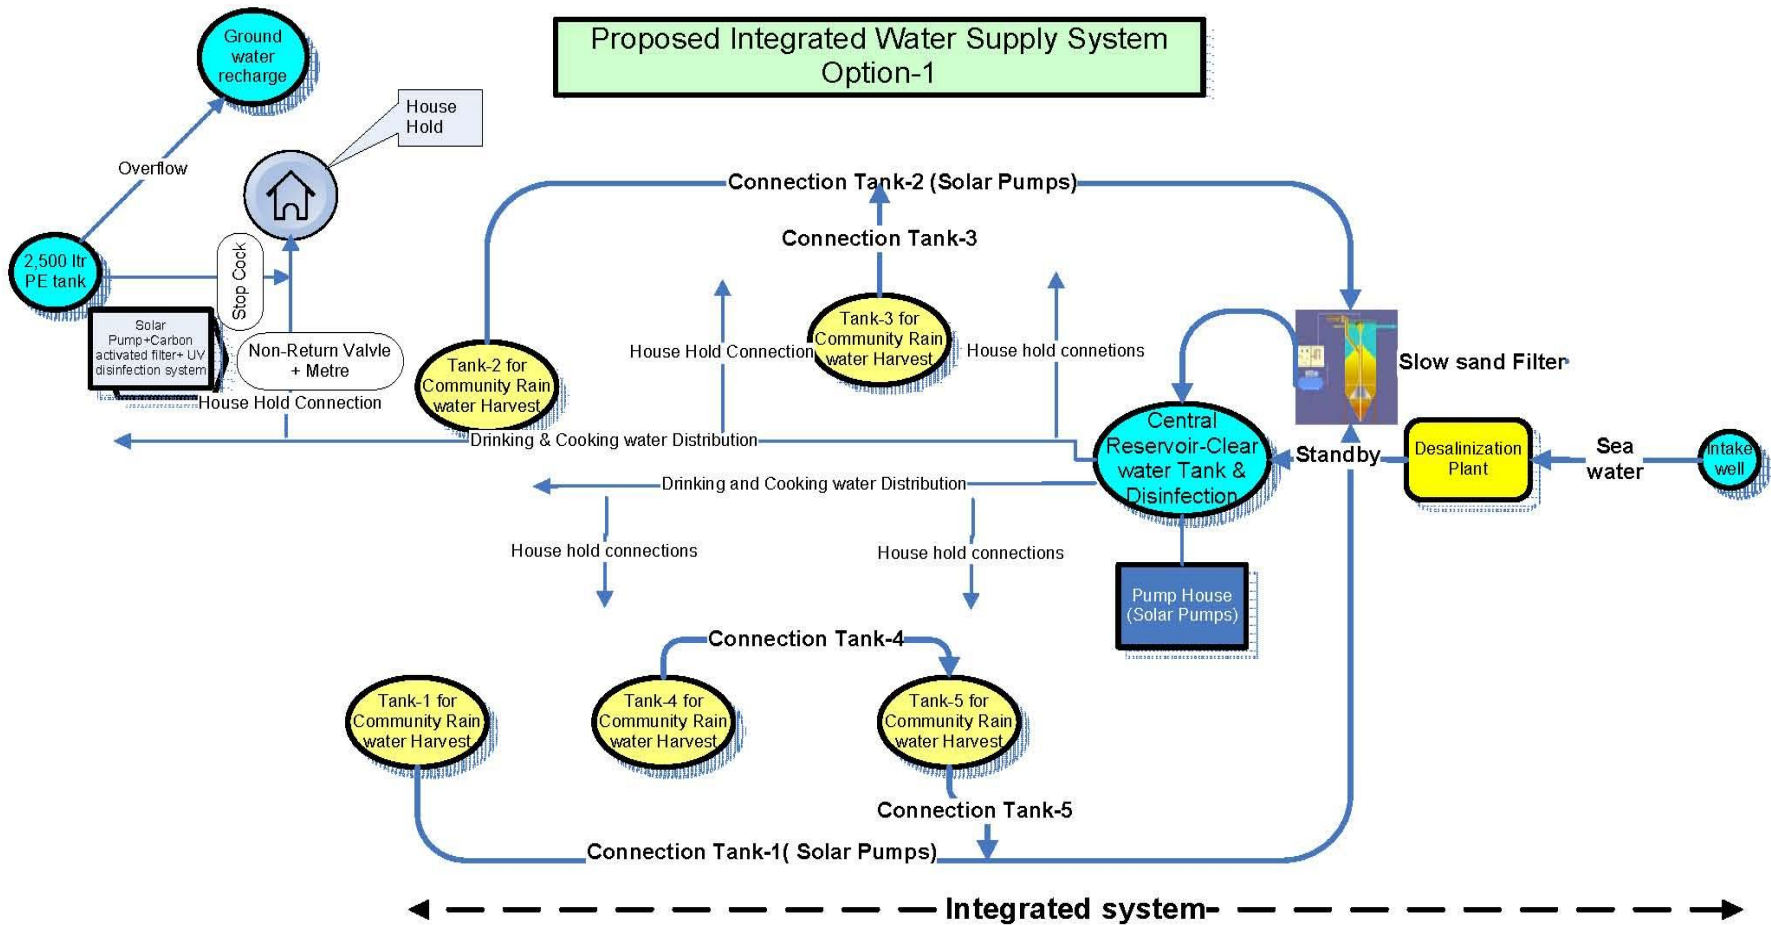 Proposed Integrated Water Supply System
Option-1
Ground
water
recharge
House
Hold
Overflow
2,500 ltr
PE tank
Stop Cock
Solar
Pump+Carbon
activated filter+ UV
disinfection system
Non-Return Valvle
+ Metre
House Hold Connection
Connection Tank-2 (Solar Pumps)
Connection Tank-3
Tank-2 for
Community Rain
water Harvest
House Hold Connection
Tank-3 for
Community Rain
water Harvest
House hold connetions
Slow sand Filter
Drinking & Cooking water Distribution
Central
Reservoir-Clear
water Tank &
Disinfection
Standby
Desalinization
Plant
Sea
water
Intake
well
Drinking and Cooking water Distribution
House hold connections
House hold connections
Pump House
(Solar Pumps)
Connection Tank-4
Tank-1 for
Community Rain
water Harvest
Tank-4 for
Community Rain
water Harvest
Tank-5 for
Community Rain
water Harvest
Connection Tank-5
Connection Tank-1( Solar Pumps)
Integrated system